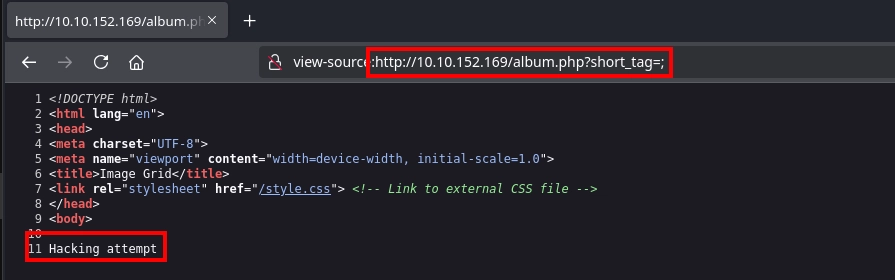 http://10.10.152.169/album.ph
view-source:http://10.10.152.169/album.php?short_tag=;
1 <!DOCTYPE html>
2 <html lang="en">
3 <head>
4 <meta charset="UTF-8">
5 <meta name="viewport" content="width=device-width, initial-scale=1.0">
6 <title>Image Grid</title>
7 <link rel="stylesheet" href="/style.css"> <!-- Link to external CSS file -->
8 </head>
9 <body>
10
11 Hacking attempt